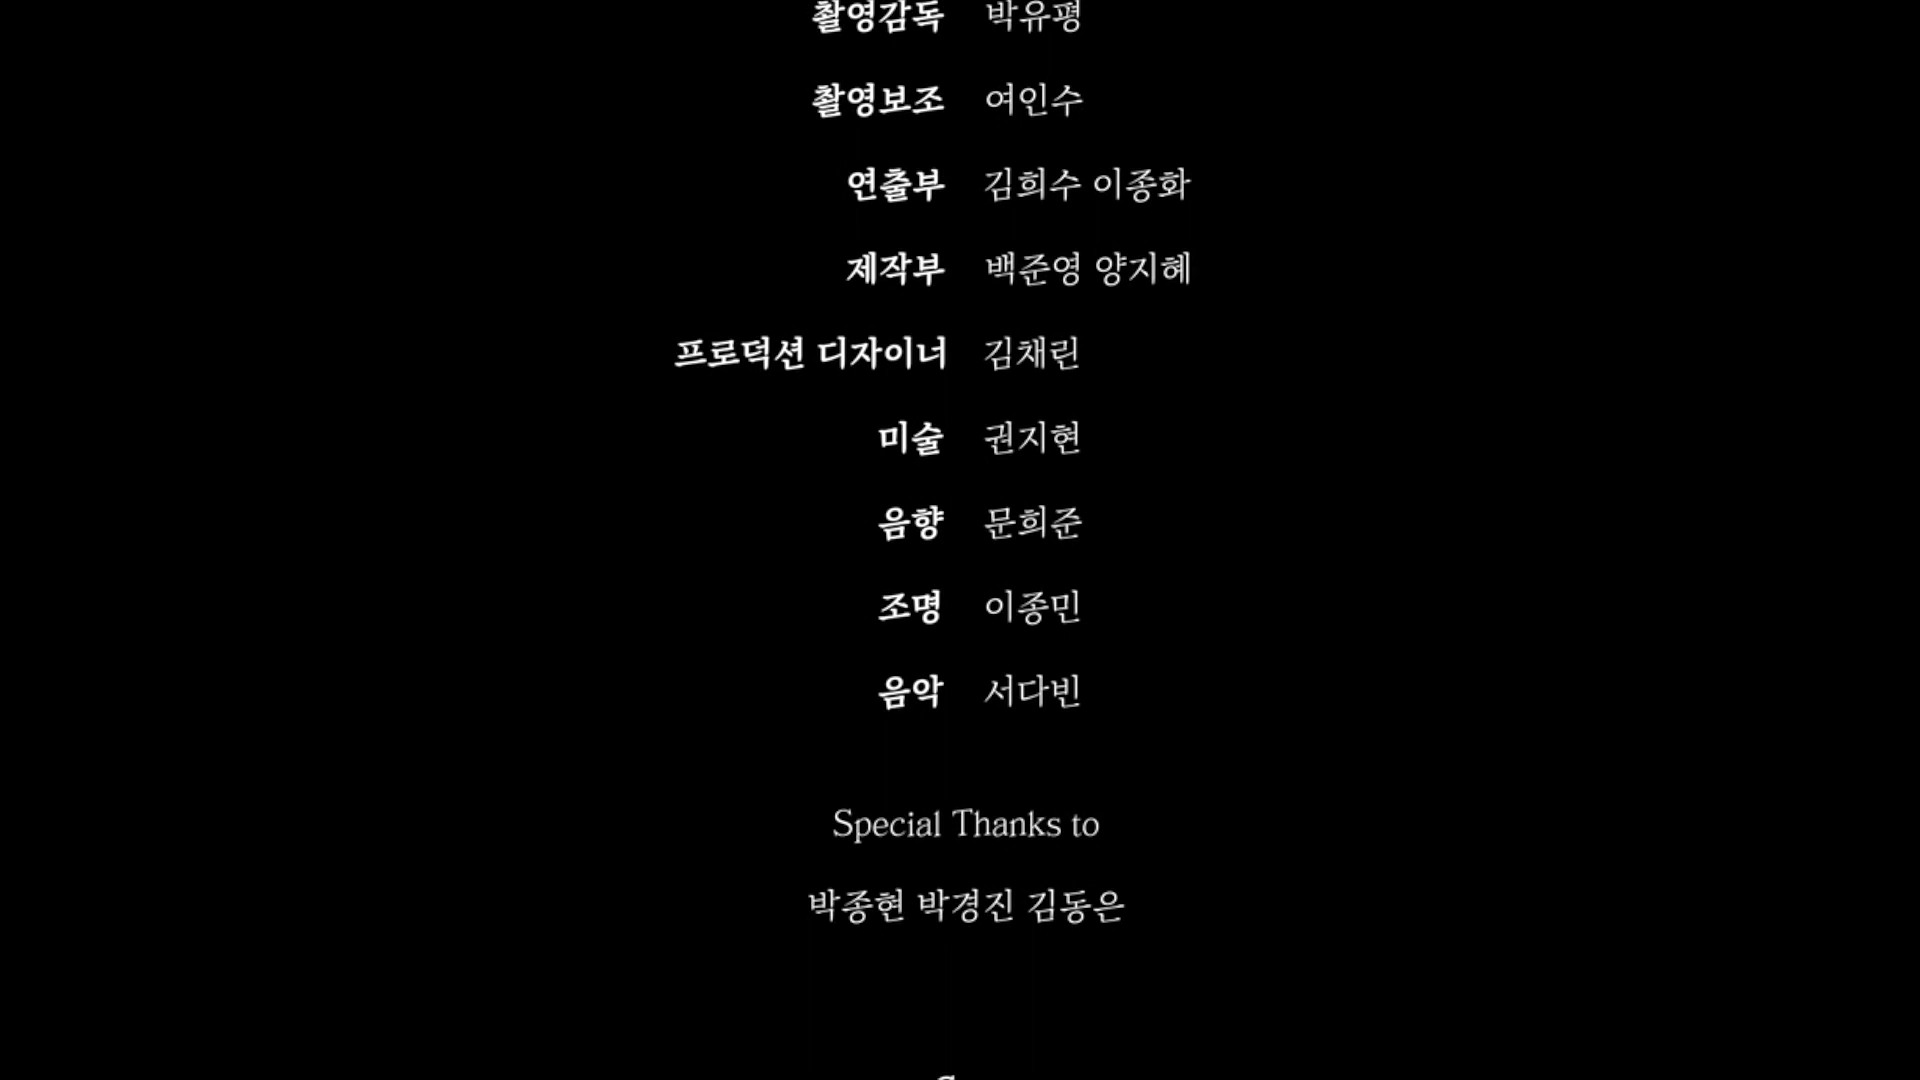 촬영감독 박유평
촬영보조 여인수
연출부 김희수 이종화
제작부 백준영 양지혜
프로덕션 디자이너 김채린
미술 권지현
음향 문희준
조명 이종민
음악 서다빈
Special Thanks to
박종현 박경진 김동은